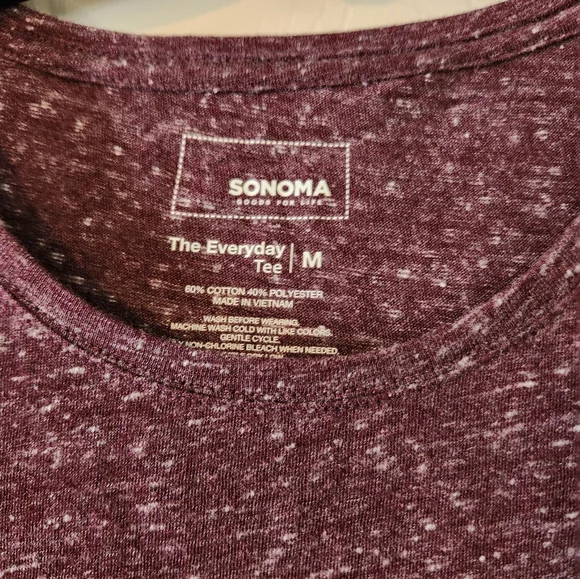 SONOMA
GOODS FOR LIFE
The Everyday
Tee | M
60% COTTON 40% POLYESTER
MADE IN VIETNAM
WASH BEFORE WEARING.
MACHINE WASH COLD WITH LIKE COLORS.
GENTLE CYCLE.
NON-CHLORINE BLEACH WHEN NEEDED.